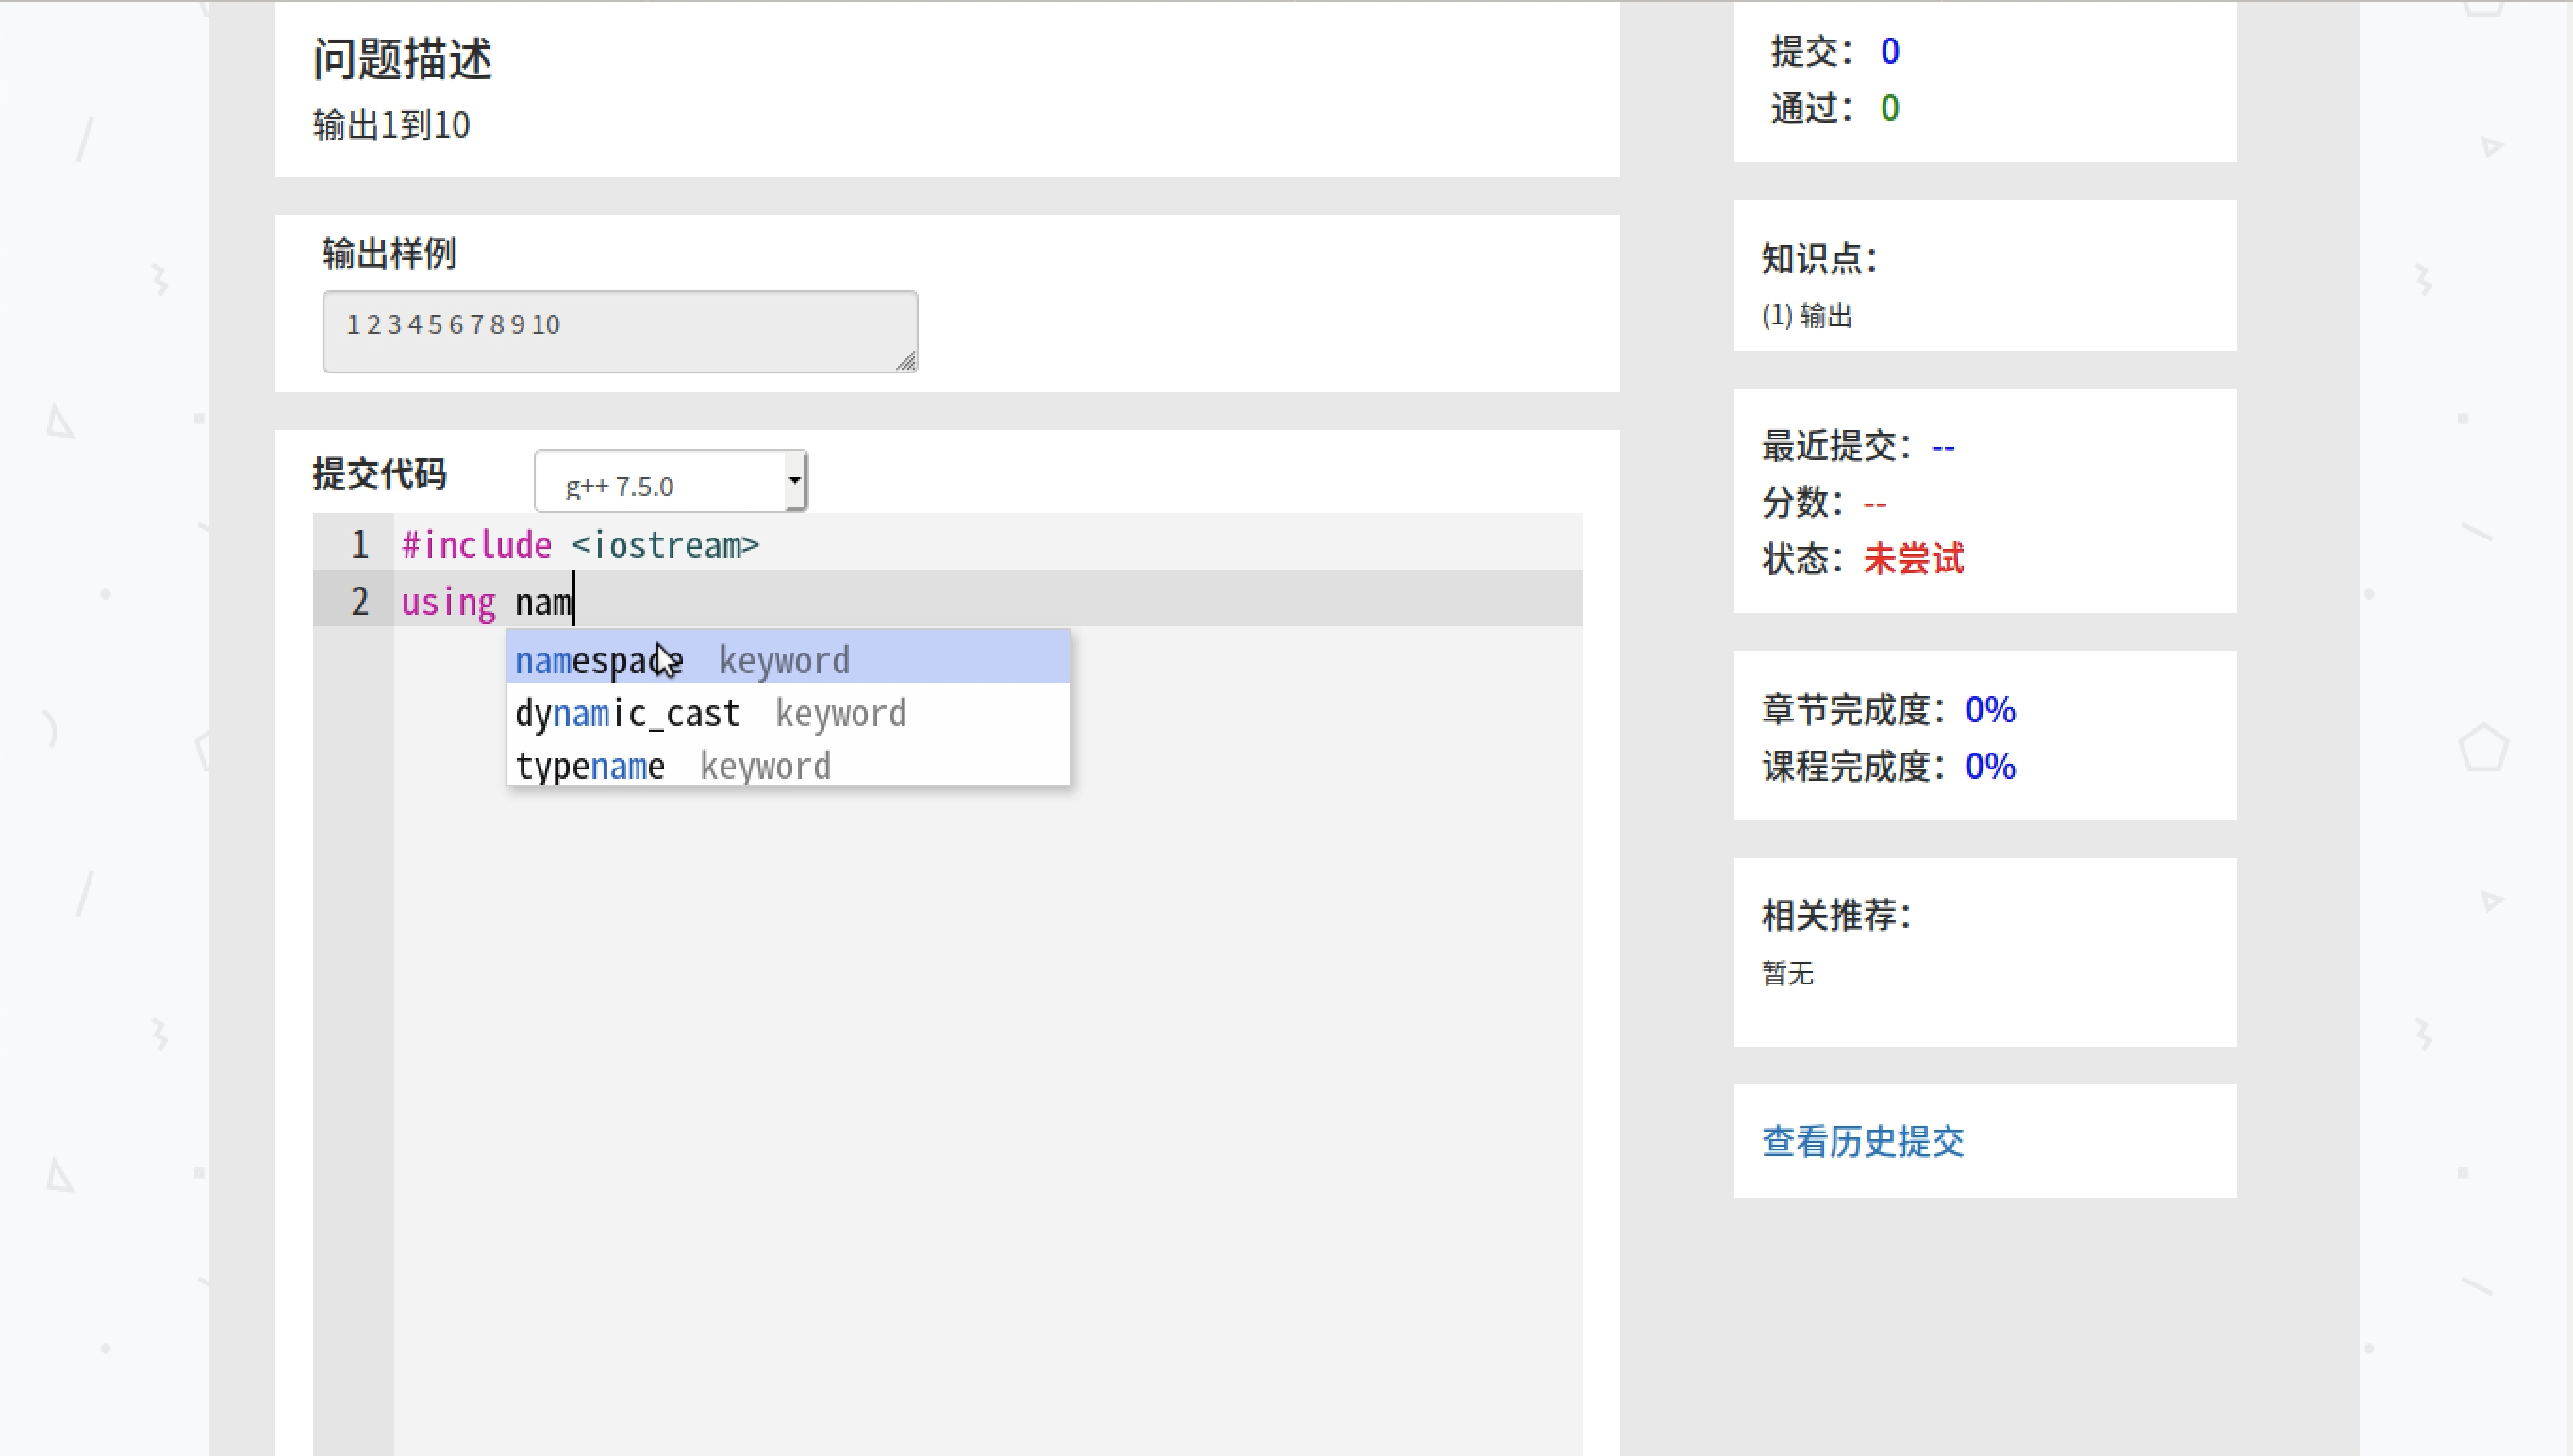 问题描述
输出1到10
输出样例
1 2 3 4 5 6 7 8 9 10
提交代码
g++ 7.5.0
1 #include <iostream>
2 using nam
namespace keyword
dynamic_cast keyword
typename keyword
提交： 0
通过： 0
知识点：
(1) 输出
最近提交：--
分数：--
状态：未尝试
章节完成度：0%
课程完成度：0%
相关推荐：
暂无
查看历史提交